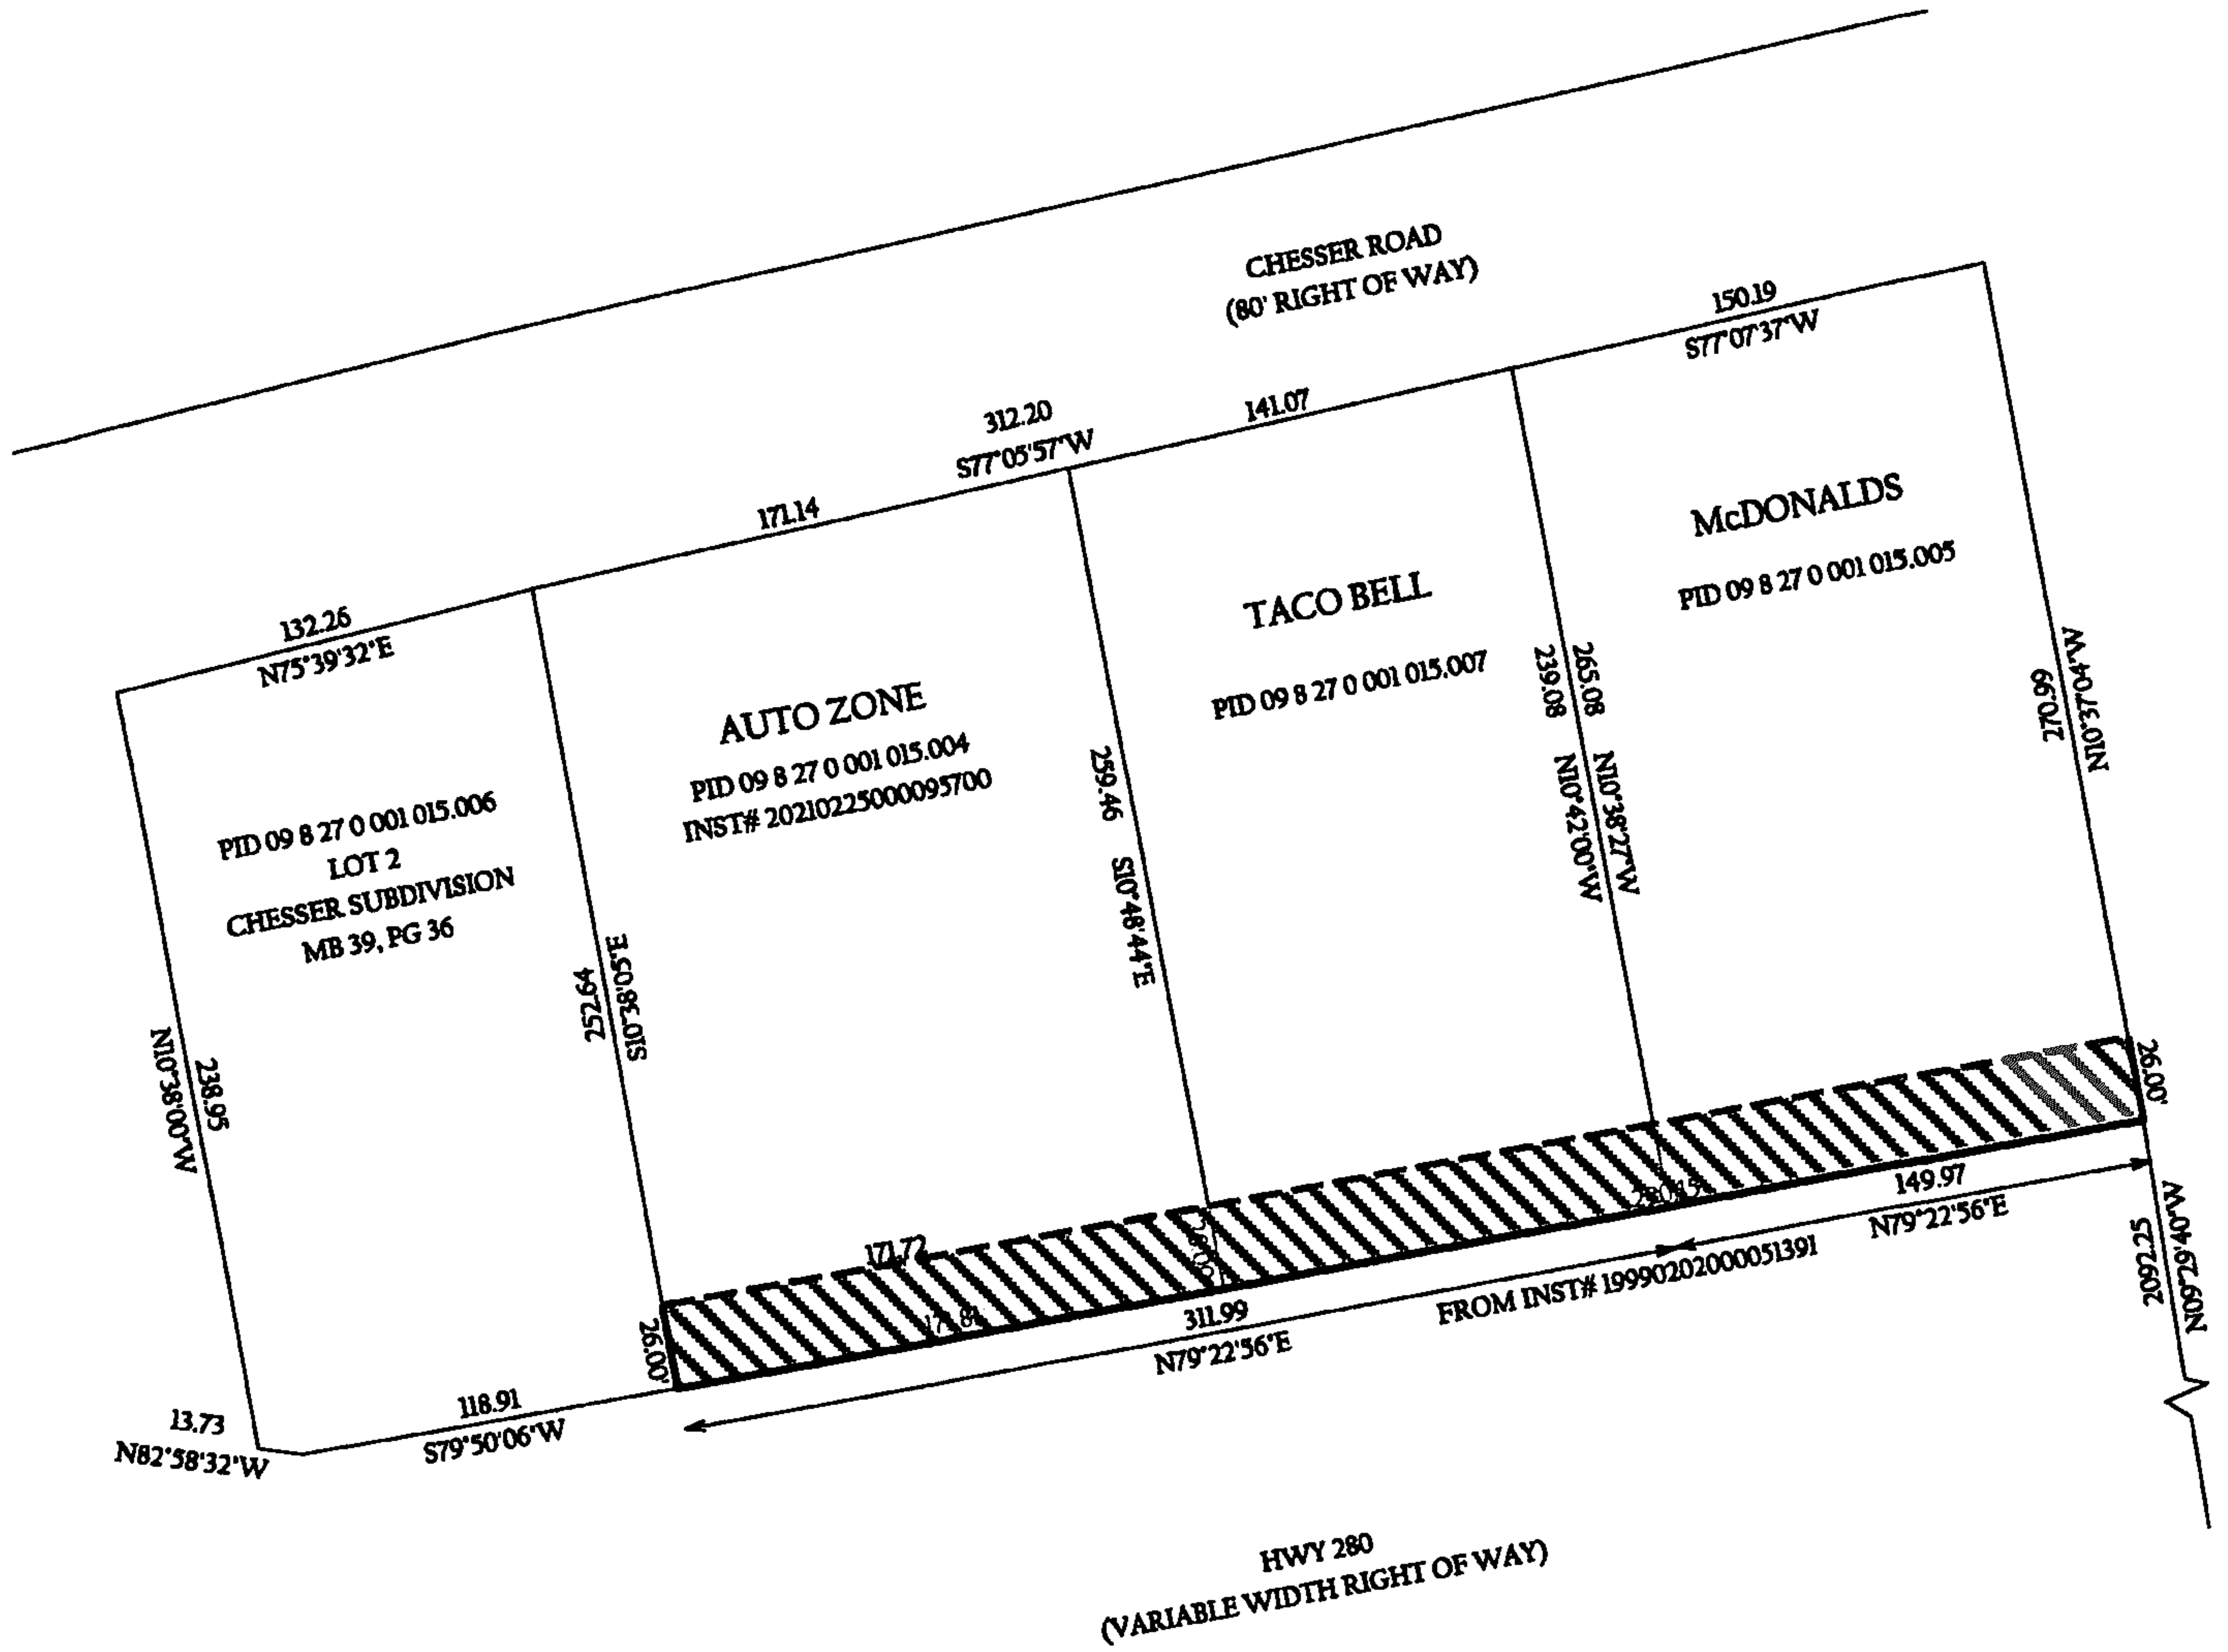 CHESSER ROAD
(80' RIGHT OF WAY)
150.19
S77°07'37"W
312.20
S77°05'57"W
141.07
171.14
132.26
N75°39'32"E
McDONALDS
PID 09 8 27 0 001 015.005
TACO BELL
PID 09 8 27 0 001 015.007
AUTO ZONE
PID 09 8 27 0 001 015.004
INST# 20210225000095700
PID 09 8 27 0 001 015.006
LOT 2
CHESSER SUBDIVISION
MB 39, PG 36
N10°38'00"W
238.95
252.64
S10°38'05"E
259.46 S10°48'44"E
239.08 N10°42'00"W
265.08 N10°38'27"W
270.69
N10°37'04"W
26.00'
171.72
26.00'
149.97
N79°22'56"E
311.99
N79°22'56"E
FROM INST# 19990202000051391
2092.25
N09°29'40"W
118.91
S79°50'06"W
13.73
N82°58'32"W
HWY 280
(VARIABLE WIDTH RIGHT OF WAY)